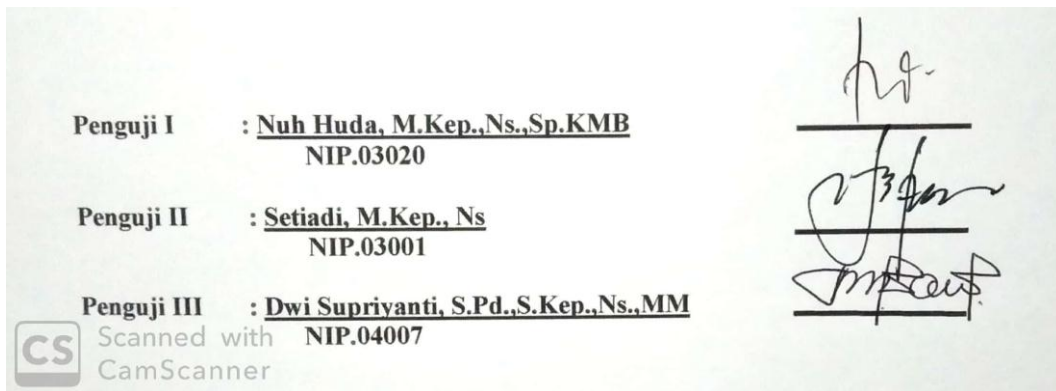 Penguji I : Nuh Huda, M.Kep.,Ns.,Sp.KMB
NIP.03020
Penguji II : Setiadi, M.Kep., Ns
NIP.03001
Penguji III : Dwi Supriyanti, S.Pd.,S.Kep.,Ns.,MM
NIP.04007
CS Scanned with
CamScanner